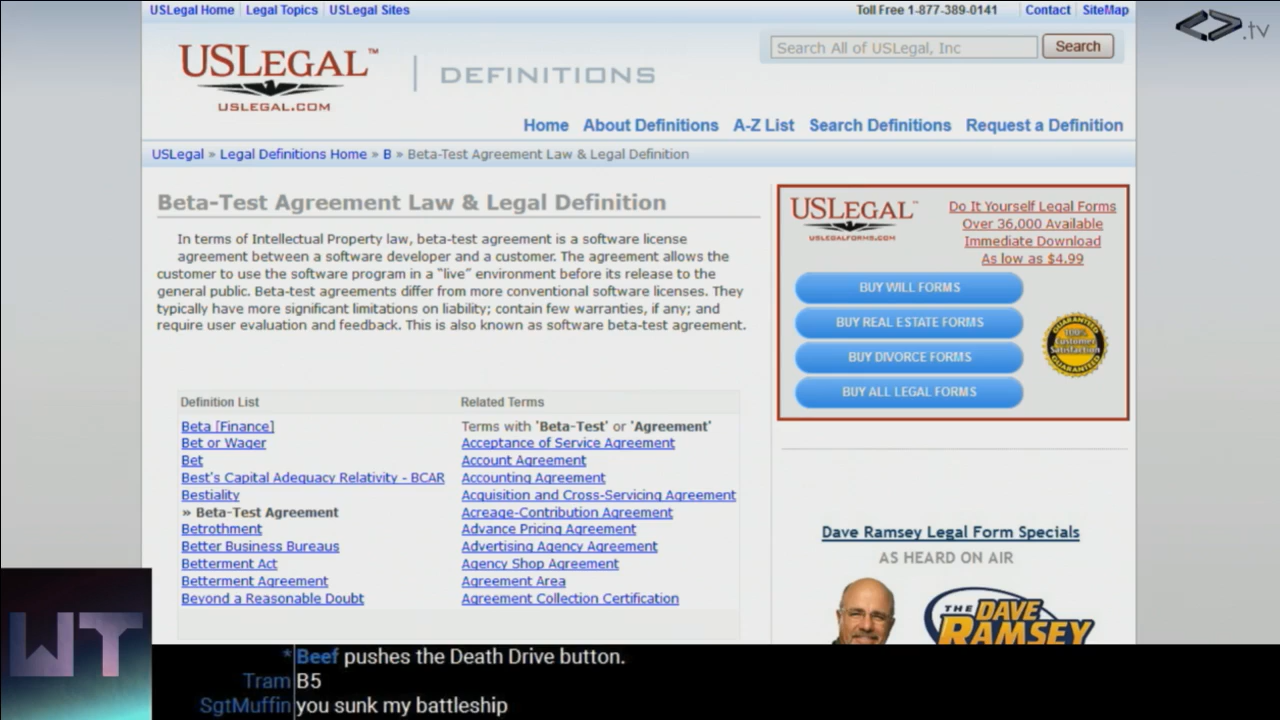 USLegal Home | Legal Topics | USLegal Sites
Toll Free 1-877-389-0141 Contact | SiteMap
.tv
USLEGAL™
USLEGAL.COM
DEFINITIONS
Search All of USLegal, Inc Search
Home About Definitions A-Z List Search Definitions Request a Definition
USLegal » Legal Definitions Home » B » Beta-Test Agreement Law & Legal Definition
Beta-Test Agreement Law & Legal Definition
In terms of Intellectual Property law, beta-test agreement is a software license
agreement between a software developer and a customer. The agreement allows the
customer to use the software program in a "live" environment before its release to the
general public. Beta-test agreements differ from more conventional software licenses. They
typically have more significant limitations on liability; contain few warranties, if any; and
require user evaluation and feedback. This is also known as software beta-test agreement.
Definition List
Beta [Finance]
Bet or Wager
Bet
Best's Capital Adequacy Relativity - BCAR
Bestiality
» Beta-Test Agreement
Betrothment
Better Business Bureaus
Betterment Act
Betterment Agreement
Beyond a Reasonable Doubt
Related Terms
Terms with 'Beta-Test' or 'Agreement'
Acceptance of Service Agreement
Account Agreement
Accounting Agreement
Acquisition and Cross-Servicing Agreement
Acreage-Contribution Agreement
Advance Pricing Agreement
Advertising Agency Agreement
Agency Shop Agreement
Agreement Area
Agreement Collection Certification
USLEGAL™
USLEGALFORMS.COM
Do It Yourself Legal Forms
Over 36,000 Available
Immediate Download
As low as $4.99
BUY WILL FORMS
BUY REAL ESTATE FORMS
BUY DIVORCE FORMS
BUY ALL LEGAL FORMS
GUARANTEED
100%
Customer
Satisfaction
GUARANTEED
Dave Ramsey Legal Form Specials
AS HEARD ON AIR
THE DAVE
RAMSEY
WT
* Beef pushes the Death Drive button.
Tram B5
SgtMuffin you sunk my battleship